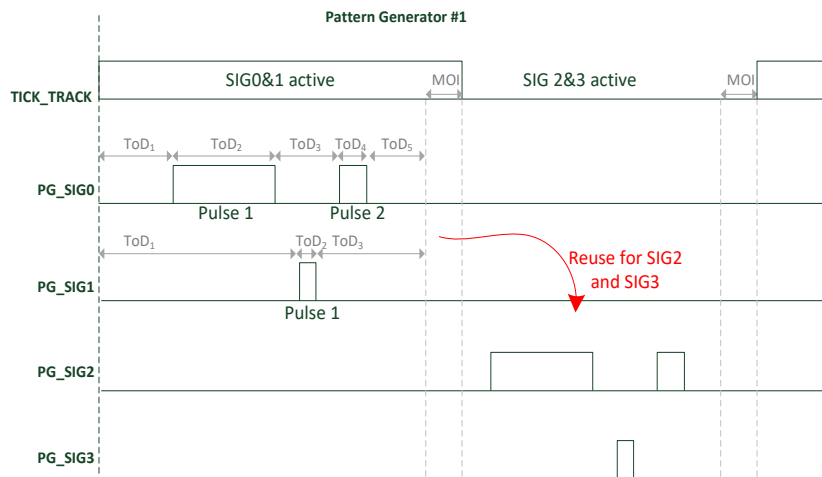 Pattern Generator #1
SIG0&1 active
MOI
SIG 2&3 active
MOI
TICK_TRACK
ToD1
ToD2
ToD3
ToD4
ToD5
PG_SIG0
Pulse 1
Pulse 2
ToD1
ToD2
ToD3
Reuse for SIG2
and SIG3
PG_SIG1
Pulse 1
PG_SIG2
PG_SIG3